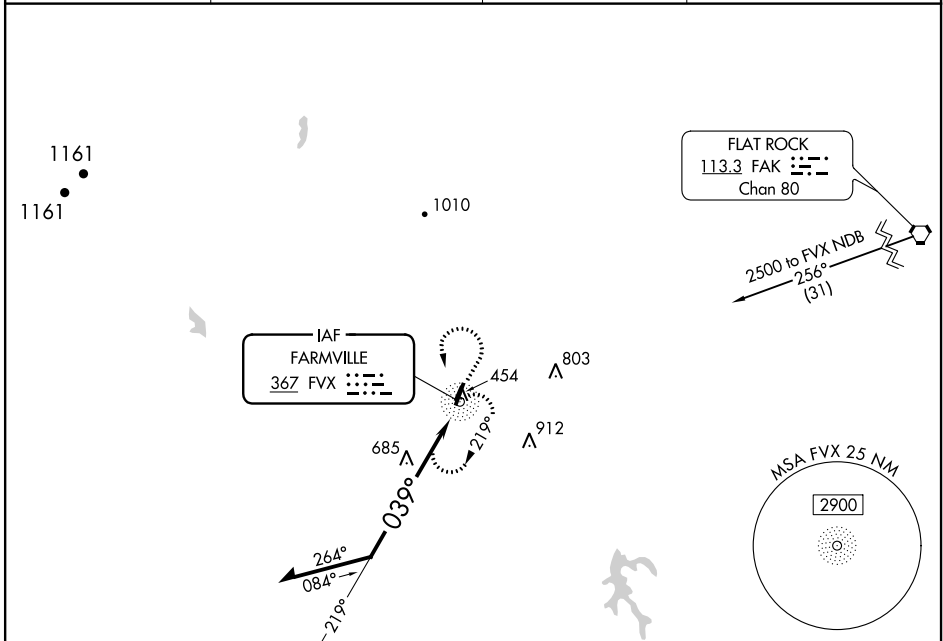 1161
1161
1010
FLAT ROCK
113.3 FAK
Chan 80
2500 to FVX NDB
256°
(31)
IAF
FARMVILLE
367 FVX
454
803
912
685
219°
039°
264°
084°
219°
MSA FVX 25 NM
2900